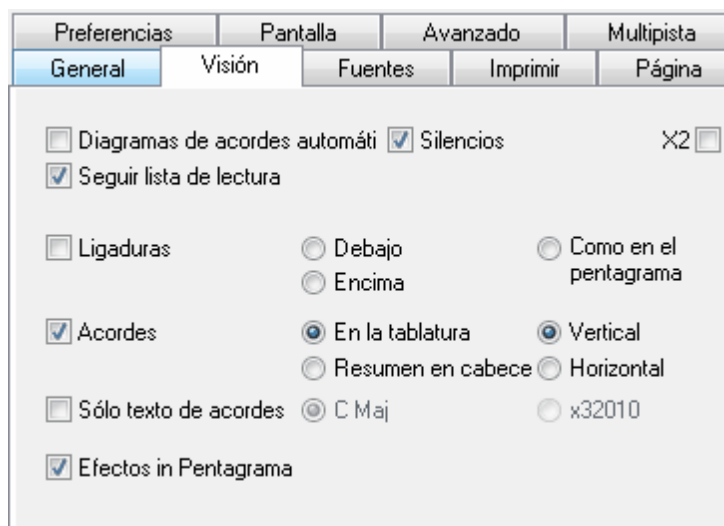 Preferencias Pantalla Avanzado Multipista
General Visión Fuentes Imprimir Página
Diagramas de acordes automáti Silencios X2
Seguir lista de lectura
Ligaduras Debajo Como en el
Encima pentagrama
Acordes En la tablatura Vertical
Resumen en cabece Horizontal
Sólo texto de acordes C Maj x32010
Efectos in Pentagrama